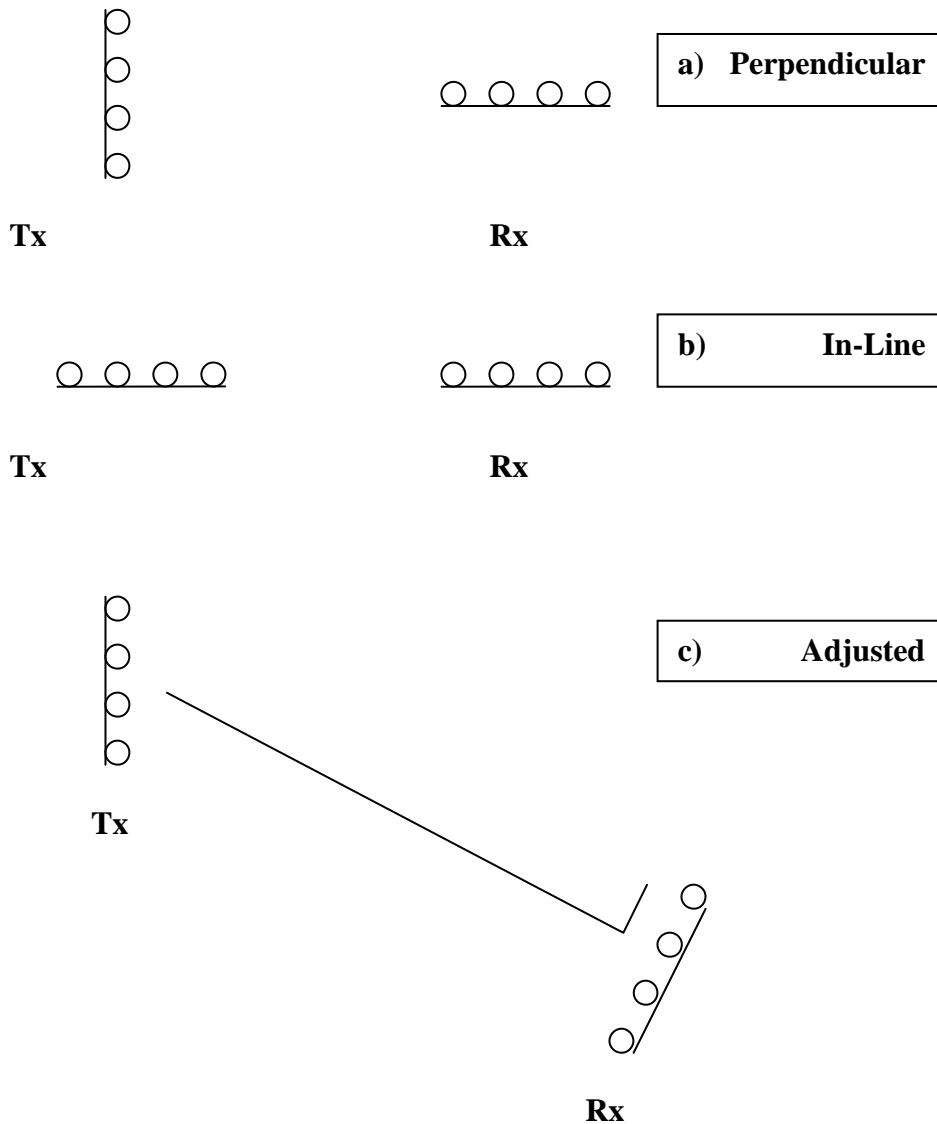 a) Perpendicular
Tx
Rx
b) In-Line
Tx
Rx
c) Adjusted
Tx
Rx